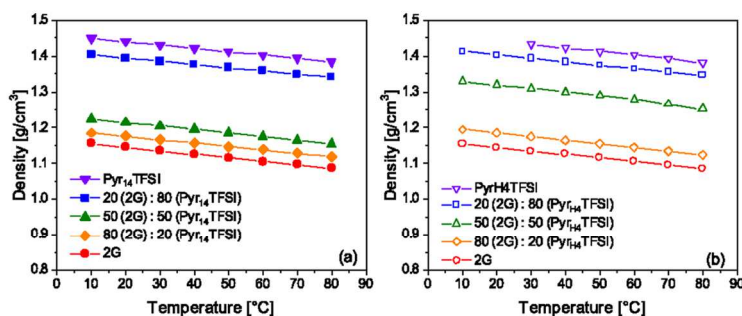 1.5
1.4
1.3
1.2
1.1
1.0
0.9
0.8
Density [g/cm³]
Pyr₁₄TFSI
20 (2G) : 80 (Pyr₁₄TFSI)
50 (2G) : 50 (Pyr₁₄TFSI)
80 (2G) : 20 (Pyr₁₄TFSI)
2G
(a)
0 10 20 30 40 50 60 70 80 90
Temperature [°C]
1.5
1.4
1.3
1.2
1.1
1.0
0.9
0.8
Density [g/cm³]
PyrH4TFSI
20 (2G) : 80 (Pyr_H4TFSI)
50 (2G) : 50 (Pyr_H4TFSI)
80 (2G) : 20 (Pyr_H4TFSI)
2G
(b)
0 10 20 30 40 50 60 70 80 90
Temperature [°C]